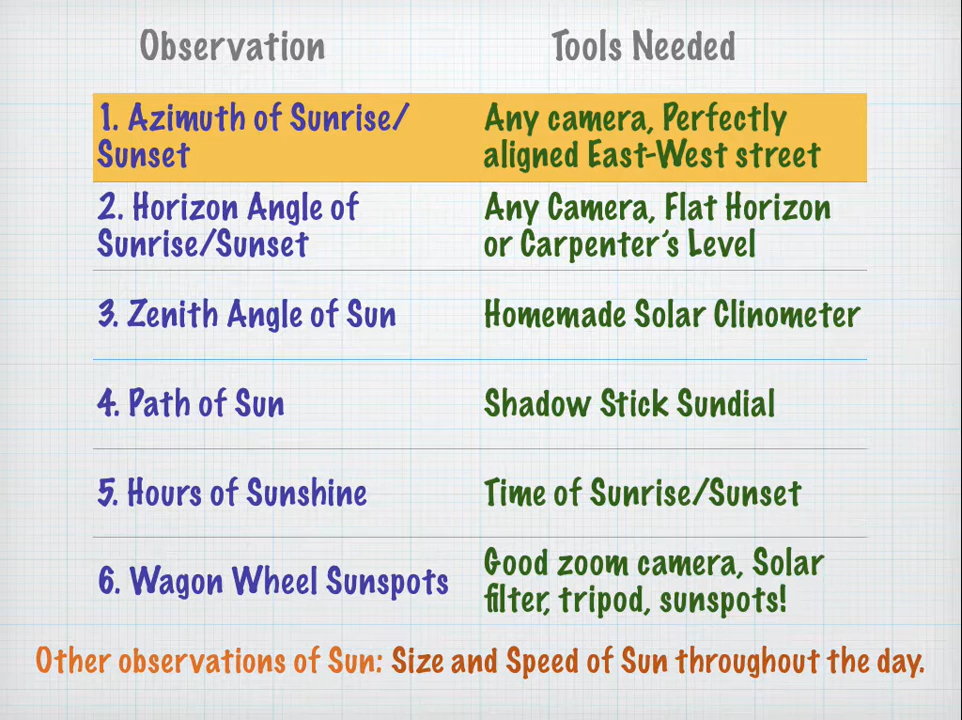 Observation
Tools Needed
1. Azimuth of Sunrise/
Sunset
Any camera, Perfectly
aligned East-West street
2. Horizon Angle of
Sunrise/Sunset
Any Camera, Flat Horizon
or Carpenter's Level
3. Zenith Angle of Sun
Homemade Solar Clinometer
4. Path of Sun
Shadow Stick Sundial
5. Hours of Sunshine
Time of Sunrise/Sunset
6. Wagon Wheel Sunspots
Good zoom camera, Solar
filter, tripod, sunspots!
Other observations of Sun: Size and Speed of Sun throughout the day.